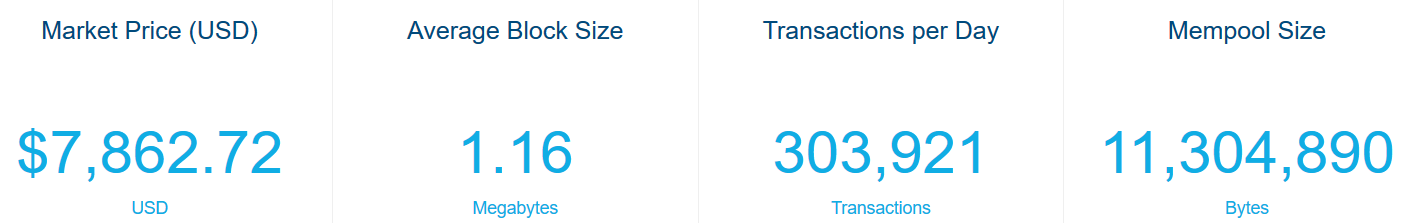 Market Price (USD)
$7,862.72
USD
Average Block Size
1.16
Megabytes
Transactions per Day
303,921
Transactions
Mempool Size
11,304,890
Bytes